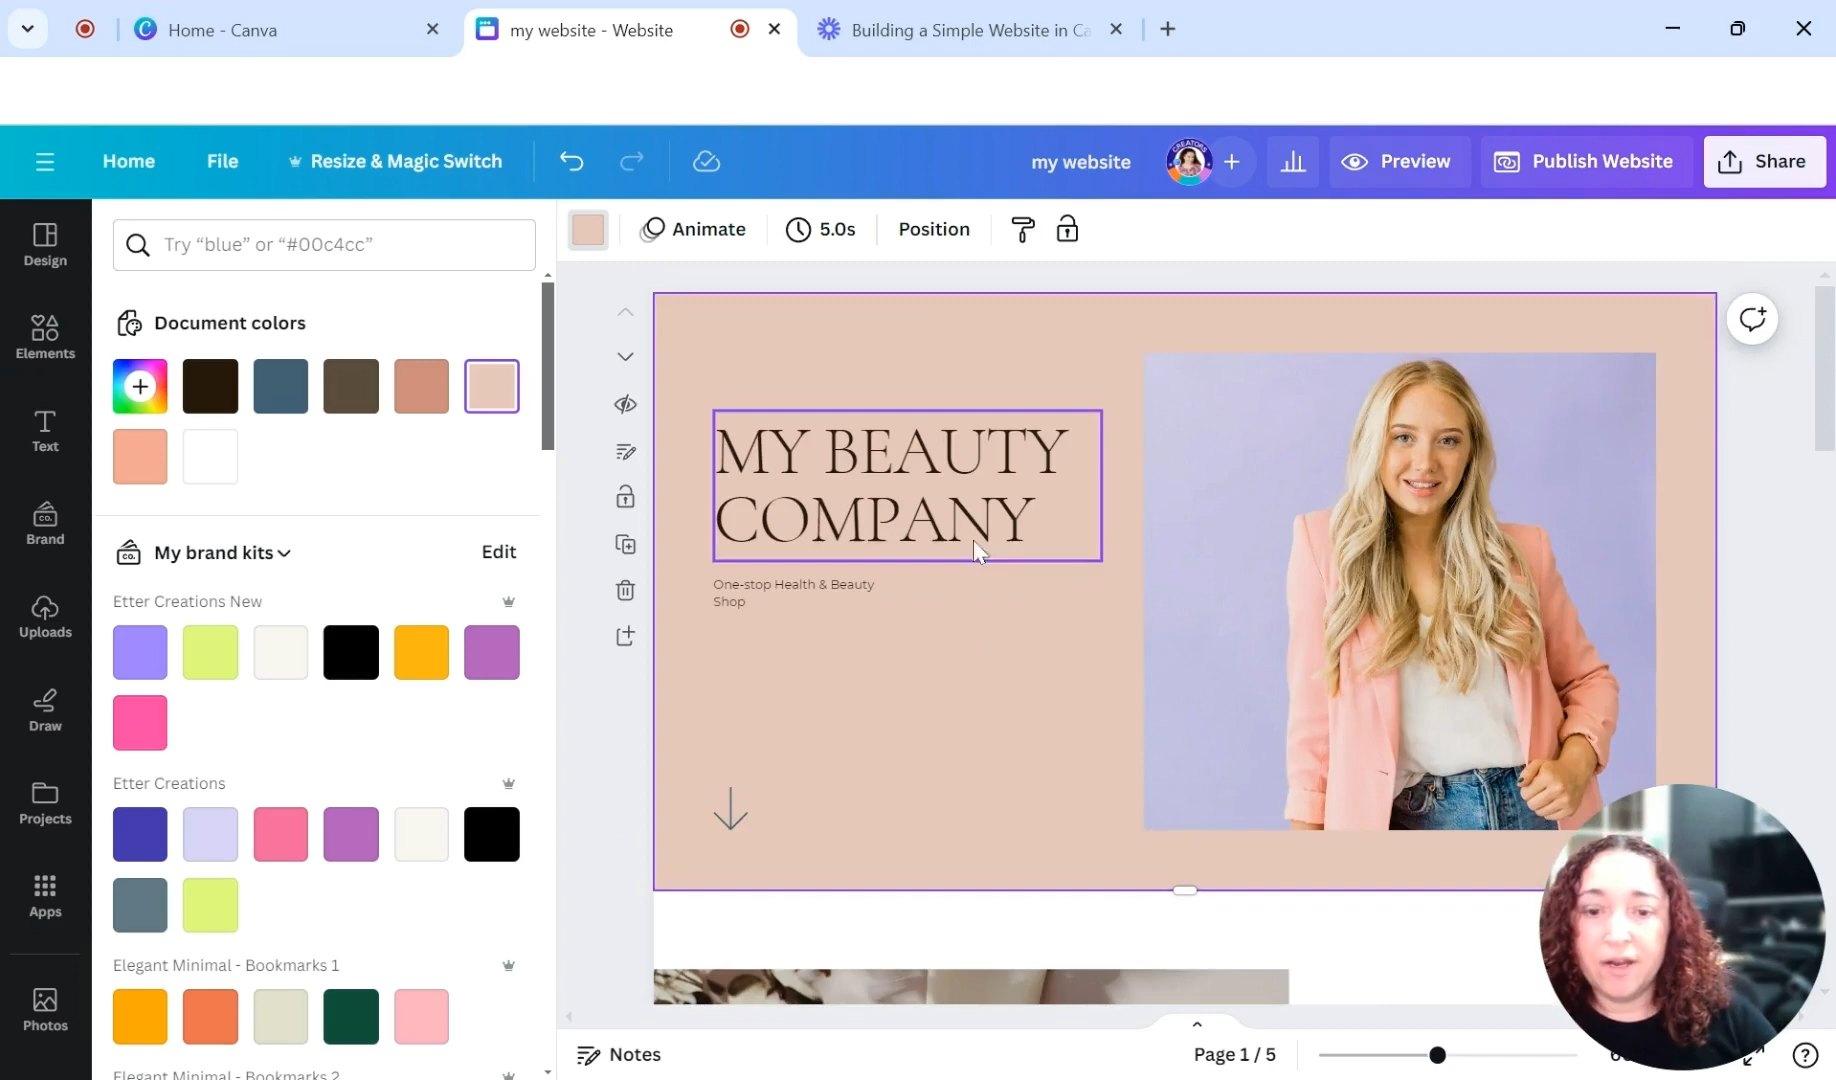 Home - Canva
my website - Website
Building a Simple Website in Ca
Home
File
Resize & Magic Switch
my website
Preview
Publish Website
Share
Design
Elements
Text
Brand
Uploads
Draw
Projects
Apps
Photos
Try “blue” or “#00c4cc”
Document colors
CO.
My brand kits
Edit
Etter Creations New
Etter Creations
Elegant Minimal - Bookmarks 1
Elegant Minimal - Bookmarks 2
Animate
5.0s
Position
MY BEAUTY
COMPANY
One-stop Health & Beauty
Shop
Notes
Page 1 / 5